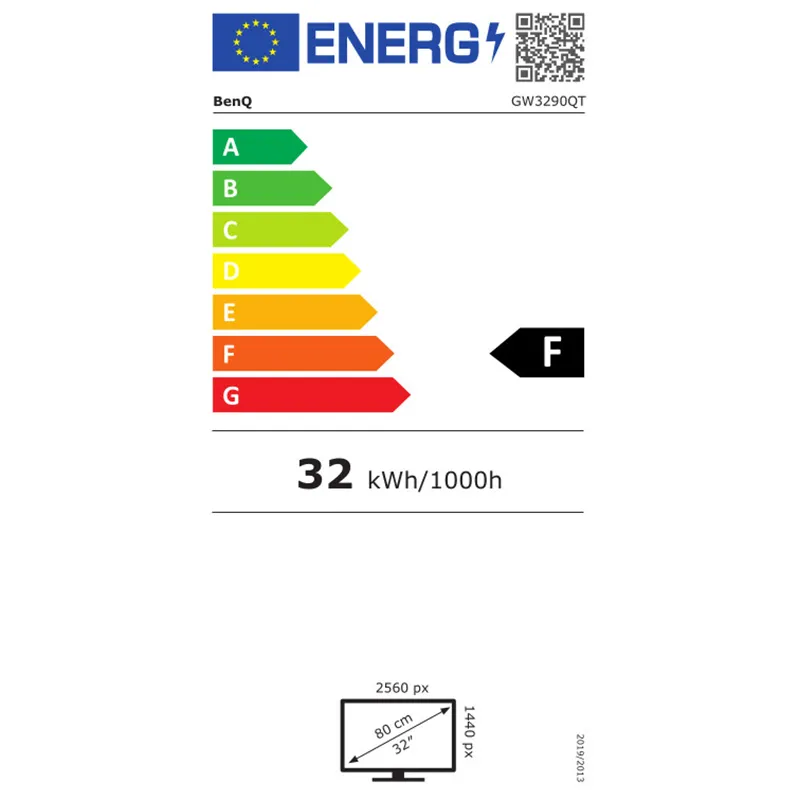 ENERG
BenQ GW3290QT
A
B
C
D
E
F
F
G
32 kWh/1000h
2560 px
80 cm
32"
1440 px
2019/2013